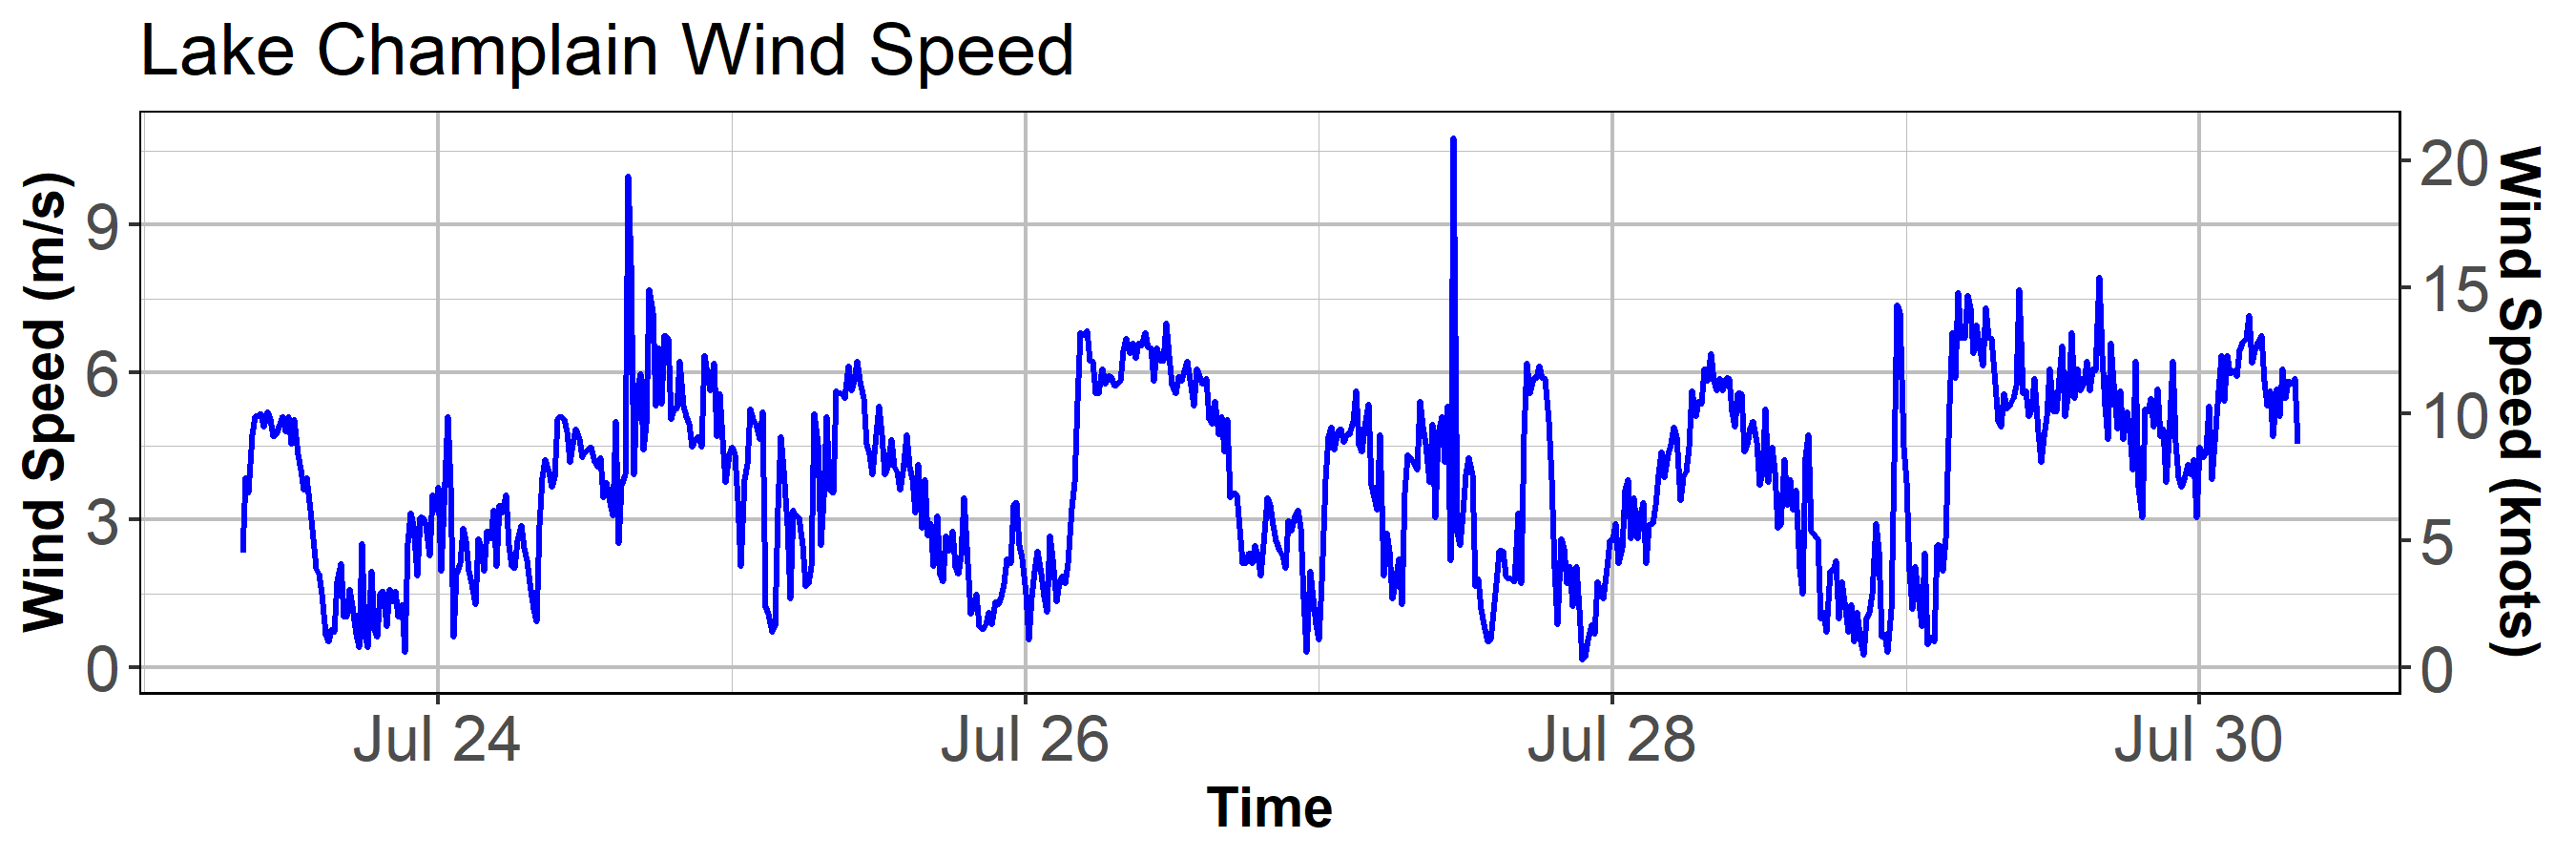 Lake Champlain Wind Speed
Wind Speed (m/s)
9
6
3
0
20
15
10
5
0
Wind Speed (knots)
Jul 24
Jul 26
Jul 28
Jul 30
Time